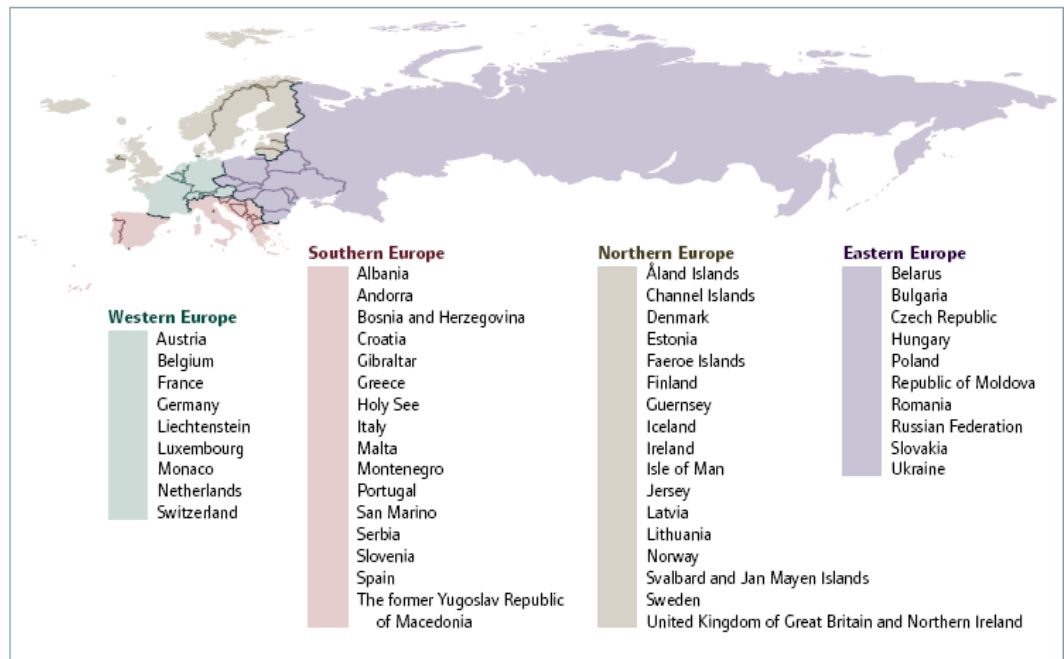 Southern Europe
Albania
Andorra
Bosnia and Herzegovina
Croatia
Gibraltar
Greece
Holy See
Italy
Malta
Montenegro
Portugal
San Marino
Serbia
Slovenia
Spain
The former Yugoslav Republic
of Macedonia
Northern Europe
Åland Islands
Channel Islands
Denmark
Estonia
Faeroe Islands
Finland
Guernsey
Iceland
Ireland
Isle of Man
Jersey
Latvia
Lithuania
Norway
Svalbard and Jan Mayen Islands
Sweden
United Kingdom of Great Britain and Northern Ireland
Eastern Europe
Belarus
Bulgaria
Czech Republic
Hungary
Poland
Republic of Moldova
Romania
Russian Federation
Slovakia
Ukraine
Western Europe
Austria
Belgium
France
Germany
Liechtenstein
Luxembourg
Monaco
Netherlands
Switzerland